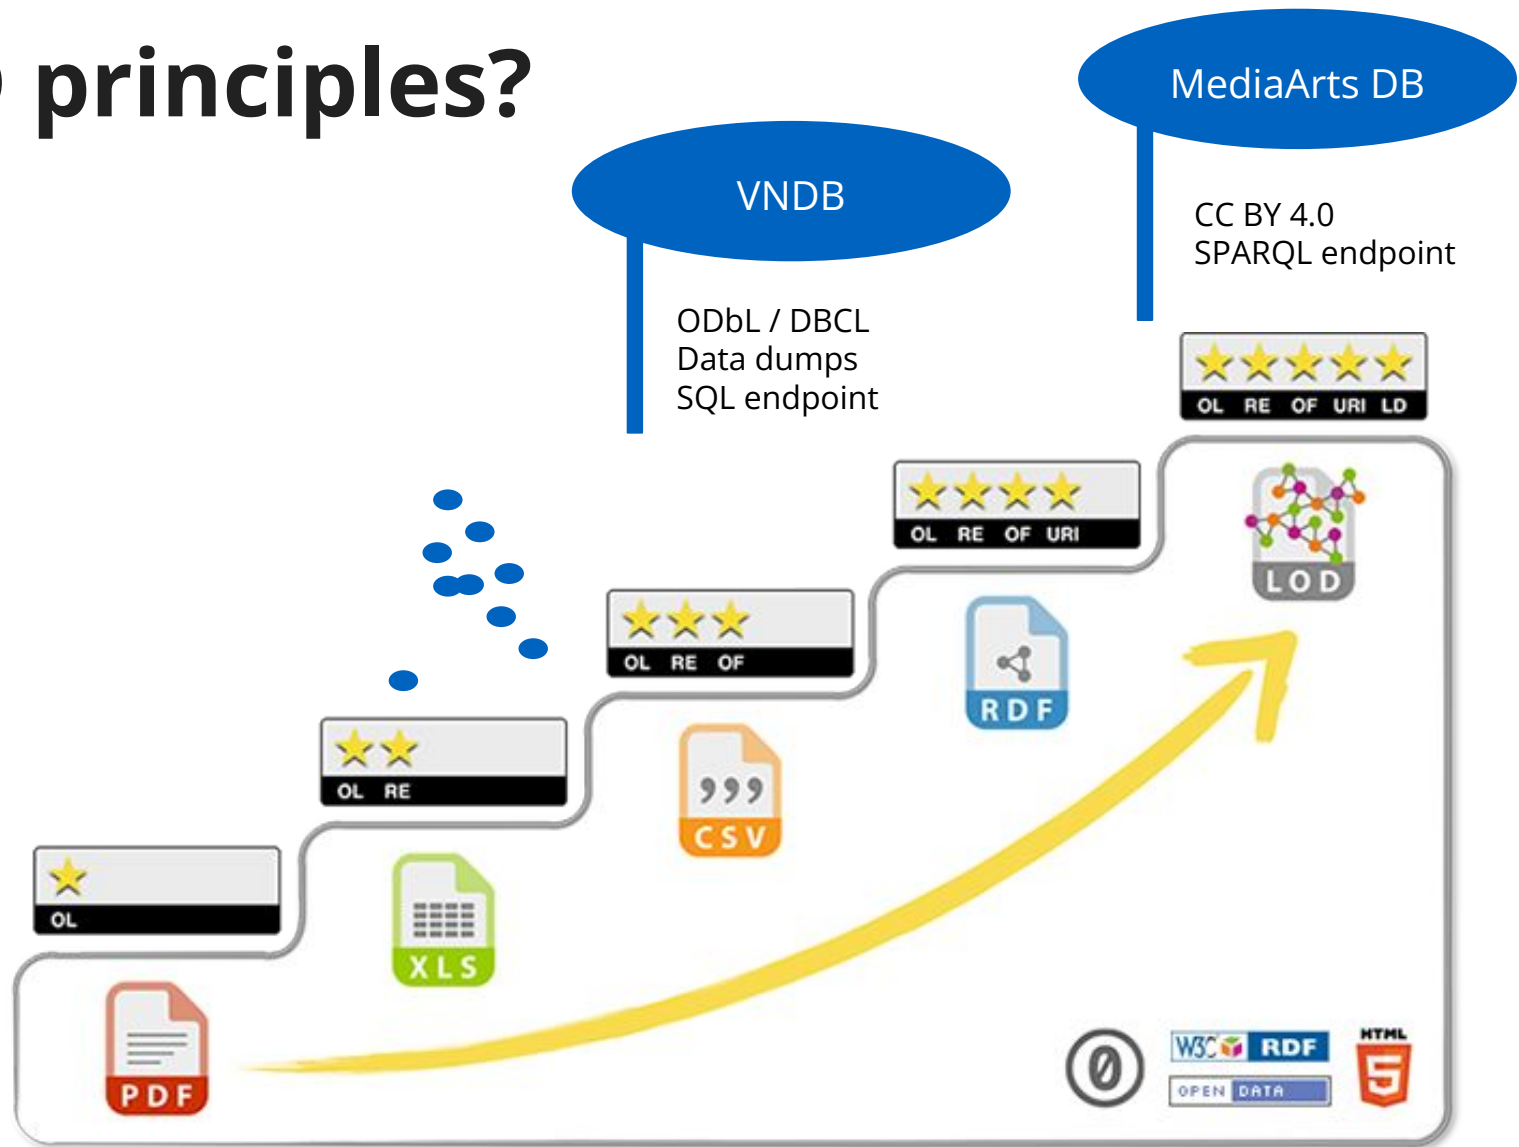 principles?
MediaArts DB
VNDB
CC BY 4.0
SPARQL endpoint
ODbL / DBCL
Data dumps
SQL endpoint
OL RE OF URI LD
OL RE OF URI
LOD
OL RE OF
RDF
OL RE
CSV
OL
XLS
PDF
W3C RDF
OPEN DATA
HTML
5
0